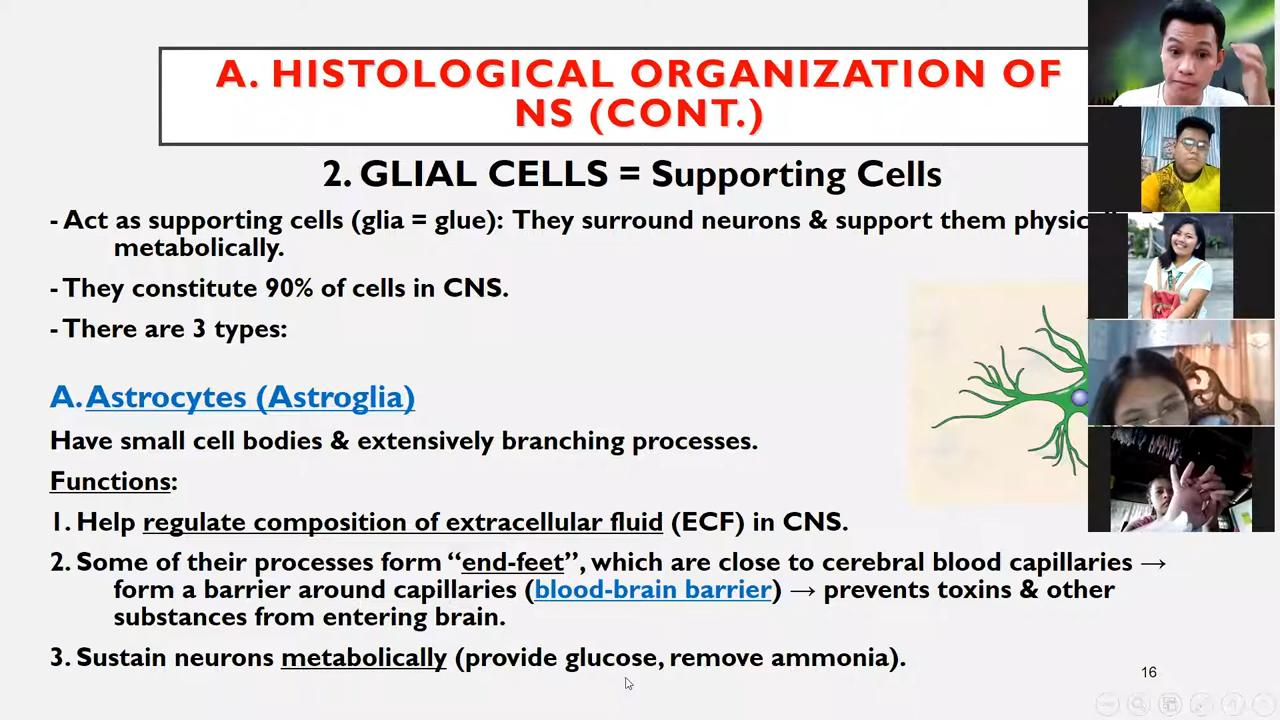 A. HISTOLOGICAL ORGANIZATION OF
NS (CONT.)
2. GLIAL CELLS = Supporting Cells
- Act as supporting cells (glia = glue): They surround neurons & support them
metabolically.
- They constitute 90% of cells in CNS.
- There are 3 types:
A. Astrocytes (Astroglia)
Have small cell bodies & extensively branching processes.
Functions:
1. Help regulate composition of extracellular fluid (ECF) in CNS.
2. Some of their processes form “end-feet”, which are close to cerebral blood capillaries →
form a barrier around capillaries (blood-brain barrier) → prevents toxins & other
substances from entering brain.
3. Sustain neurons metabolically (provide glucose, remove ammonia).
16